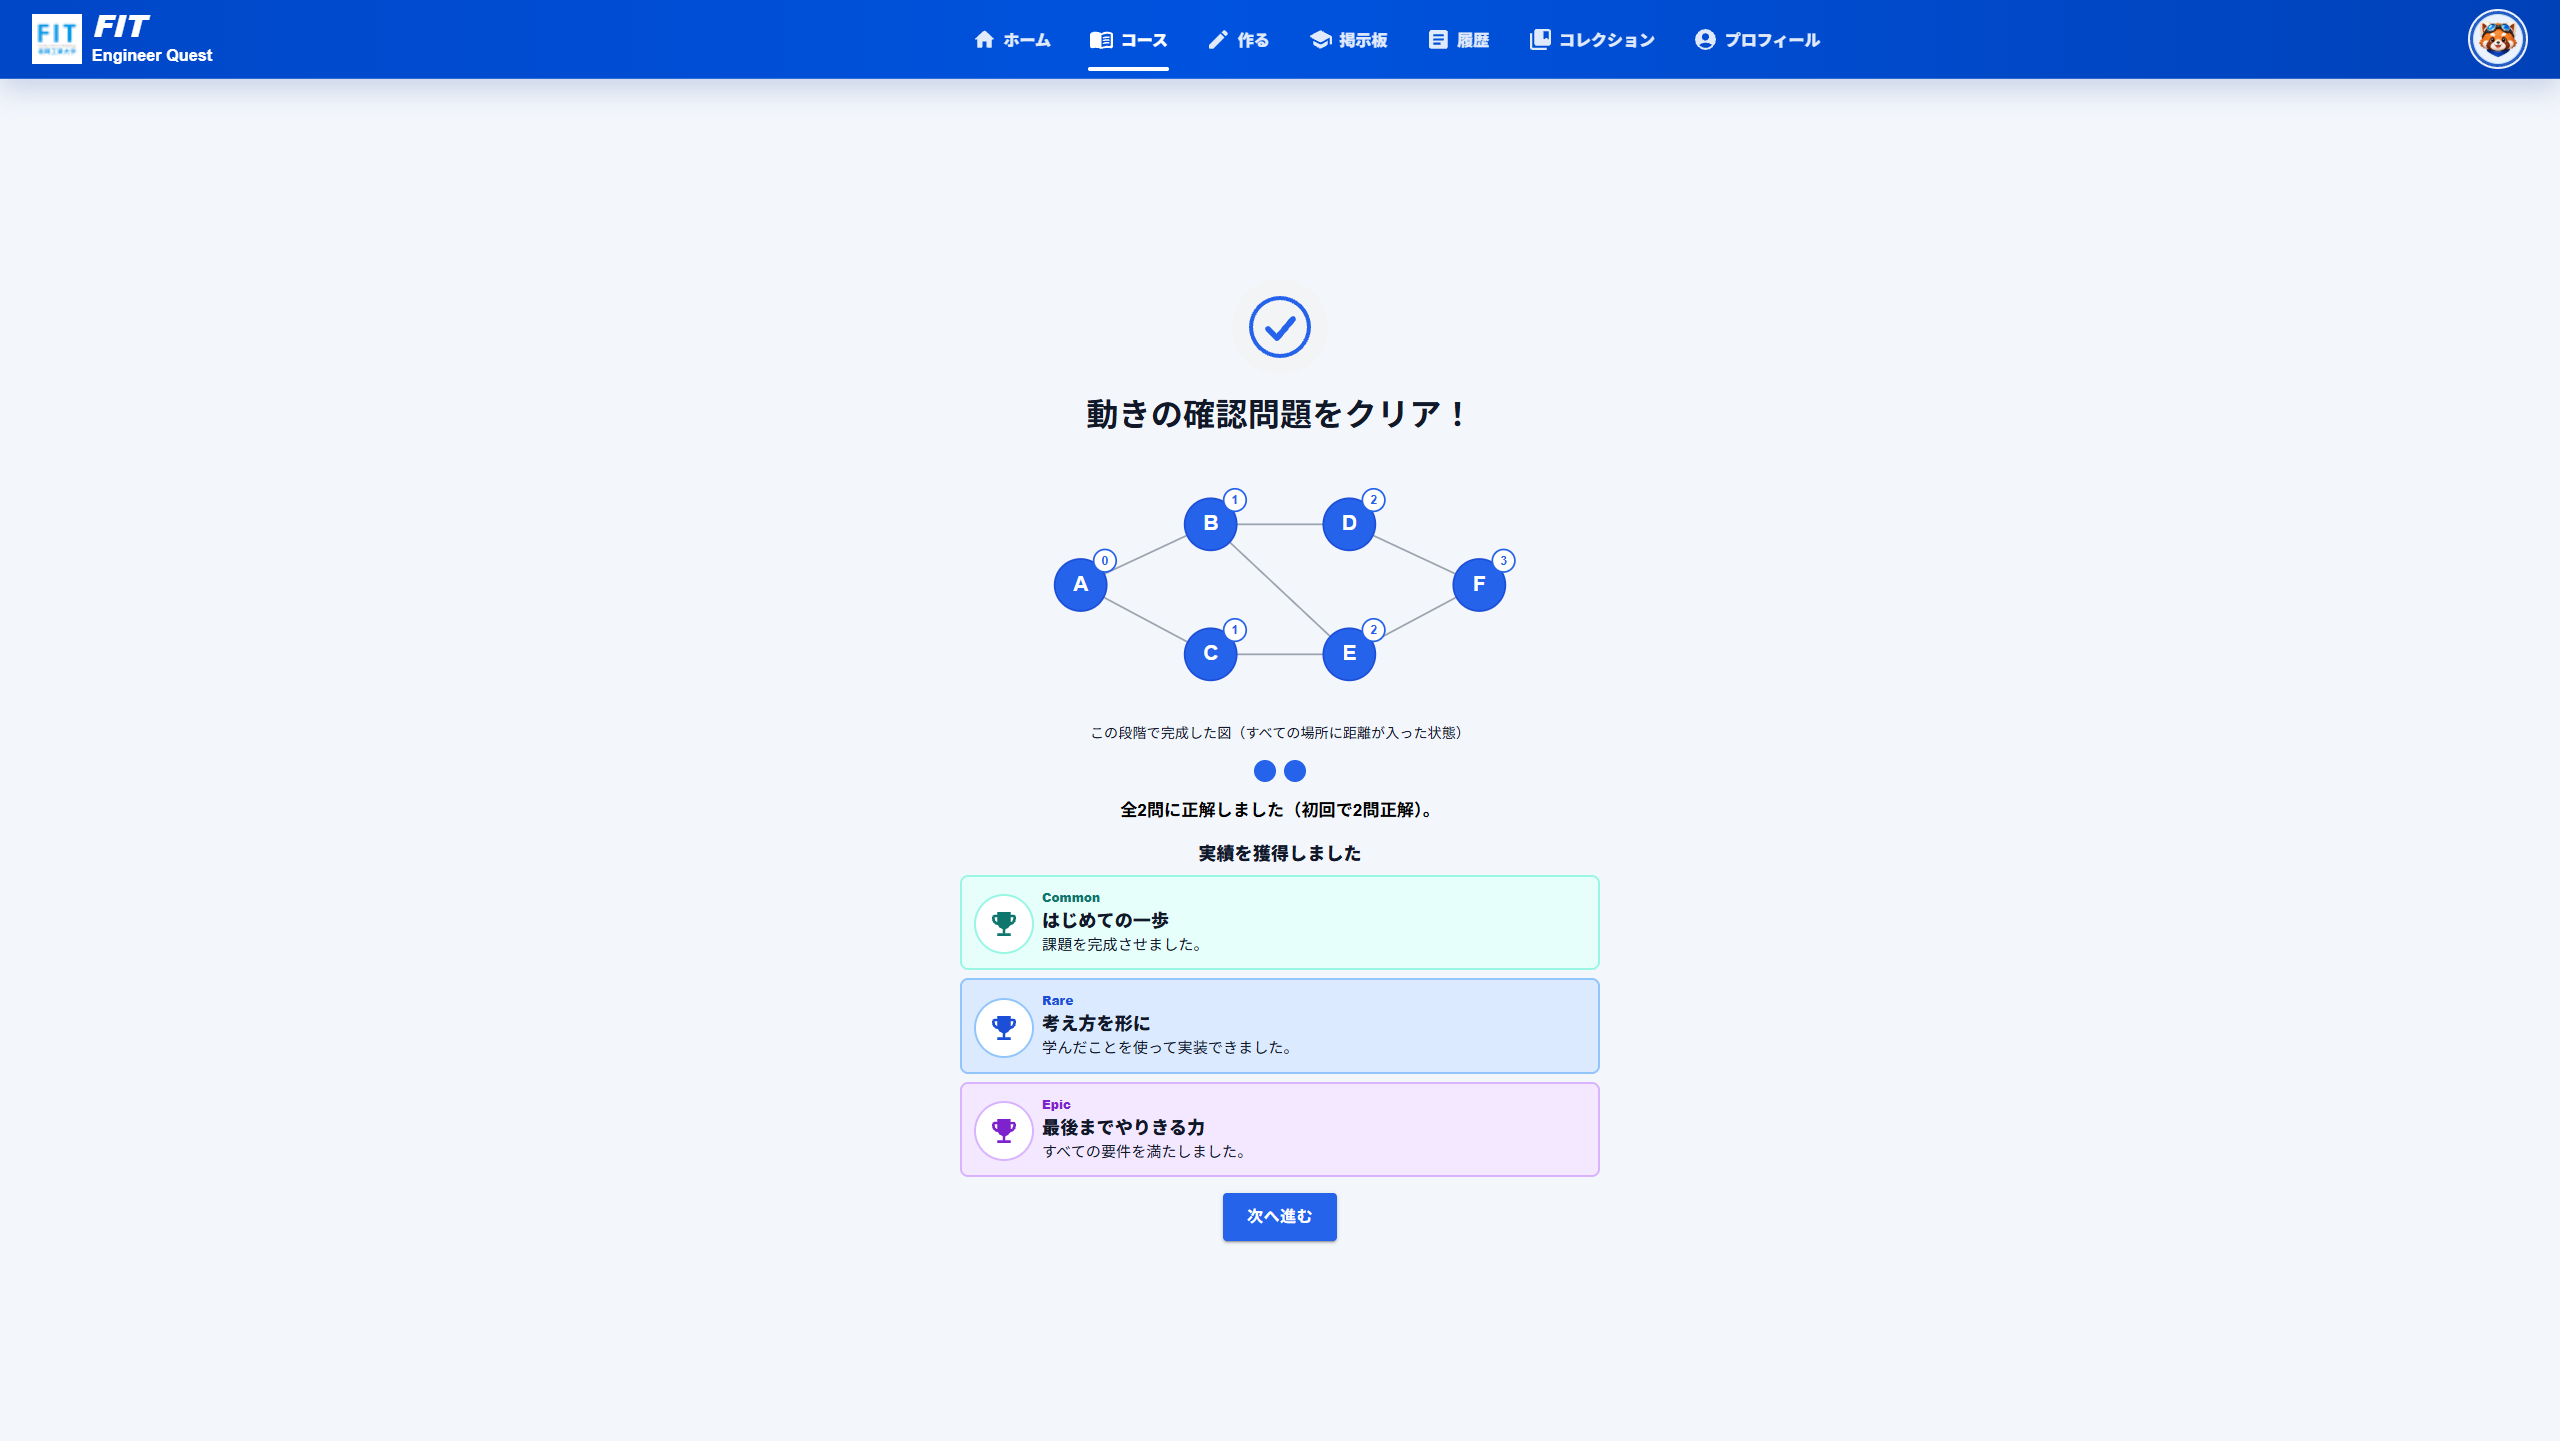 FIT
FIT
Engineer Quest
ホーム
コース
作る
掲示板
履歴
コレクション
プロフィール
動きの確認問題をクリア！
B
1
D
2
A
0
F
3
C
1
E
2
この段階で完成した図（すべての場所に距離が入った状態）
全2問に正解しました（初回で2問正解）。
実績を獲得しました
Common
はじめての一歩
課題を完成させました。
Rare
考え方を形に
学んだことを使って実装できました。
Epic
最後までやりきる力
すべての要件を満たしました。
次へ進む